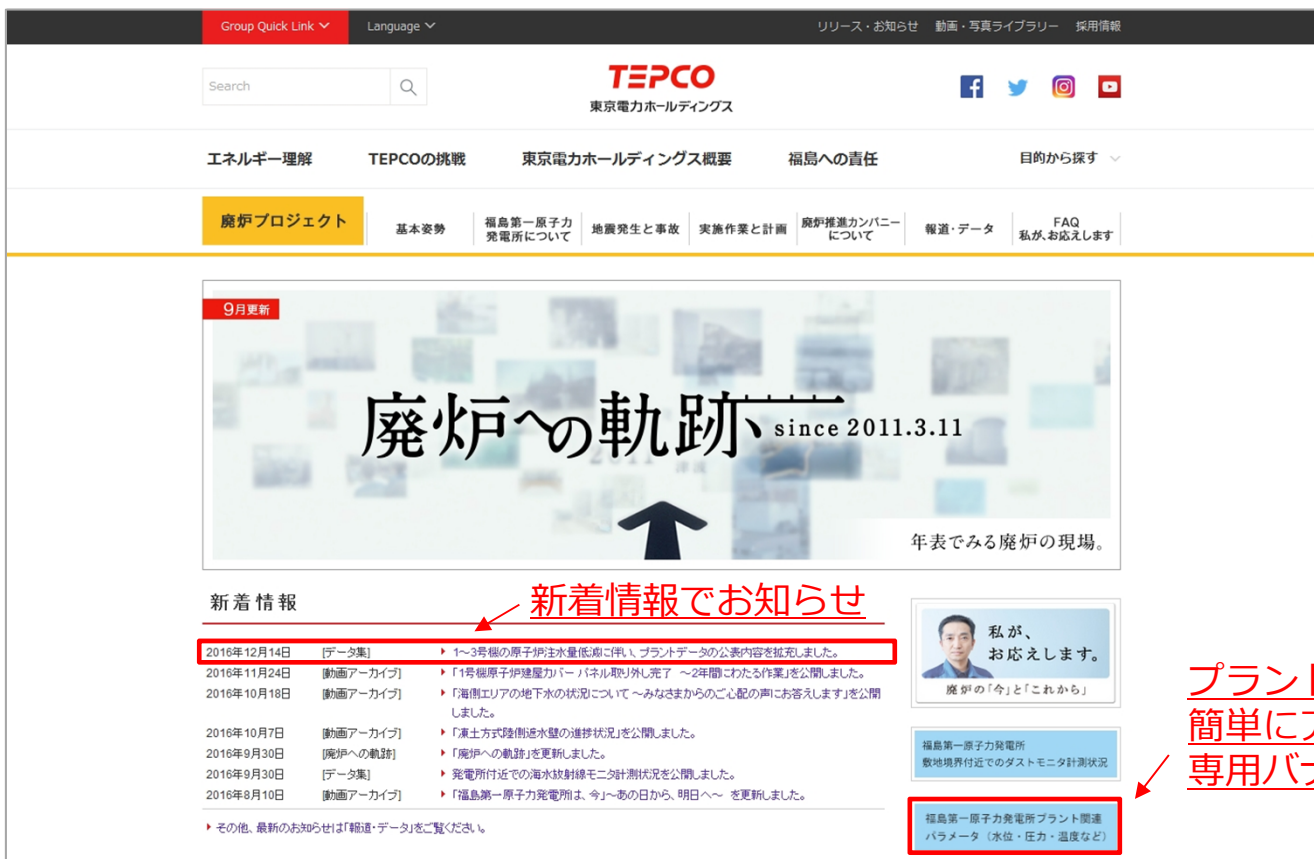 Group Quick Link
Language
リリース・お知らせ 動画・写真ライブラリー 採用情報
Search
TEPCO
東京電力ホールディングス
エネルギー理解 TEPCOの挑戦 東京電力ホールディングス概要 福島への責任 目的から探す
廃炉プロジェクト
基本姿勢
福島第一原子力
発電所について
地震発生と事故
実施作業と計画
廃炉推進カンパニー
について
報道・データ
FAQ
私が、お応えします
9月更新
廃炉への軌跡 since 2011.3.11
2011
年表でみる廃炉の現場。
新着情報
新着情報でお知らせ
2016年12月14日 [データ集] 1～3号機の原子炉注水量低減に伴い、プラントデータの公表内容を拡充しました。
2016年11月24日 [動画アーカイブ] 「1号機原子炉建屋カバー パネル取り外し完了 ～2年間にわたる作業」を公開しました。
2016年10月18日 [動画アーカイブ] 「海側エリアの地下水の状況について ～みなさまからのご心配の声にお答えします」を公開
しました。
2016年10月7日 [動画アーカイブ] 「凍土方式陸側遮水壁の進捗状況」を公開しました。
2016年9月30日 [廃炉への軌跡] 「廃炉への軌跡」を更新しました。
2016年9月30日 [データ集] 発電所付近での海水放射線モニタ計測状況を公開しました。
2016年8月10日 [動画アーカイブ] 「福島第一原子力発電所は、今」～あの日から、明日へ～ を更新しました。
その他、最新のお知らせは「報道・データ」をご覧ください。
私が、
お応えします。
廃炉の「今」と「これから」
福島第一原子力発電所
敷地境界付近でのダストモニタ計測状況
福島第一原子力発電所プラント関連
パラメータ（水位・圧力・温度など）
プラント
簡単に
専用バ